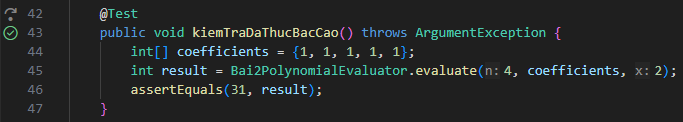 42 @Test
43 public void kiemTraDaThucBacCao() throws ArgumentException {
44 int[] coefficients = {1, 1, 1, 1, 1};
45 int result = Bai2PolynomialEvaluator.evaluate(n: 4, coefficients, x: 2);
46 assertEquals(31, result);
47 }